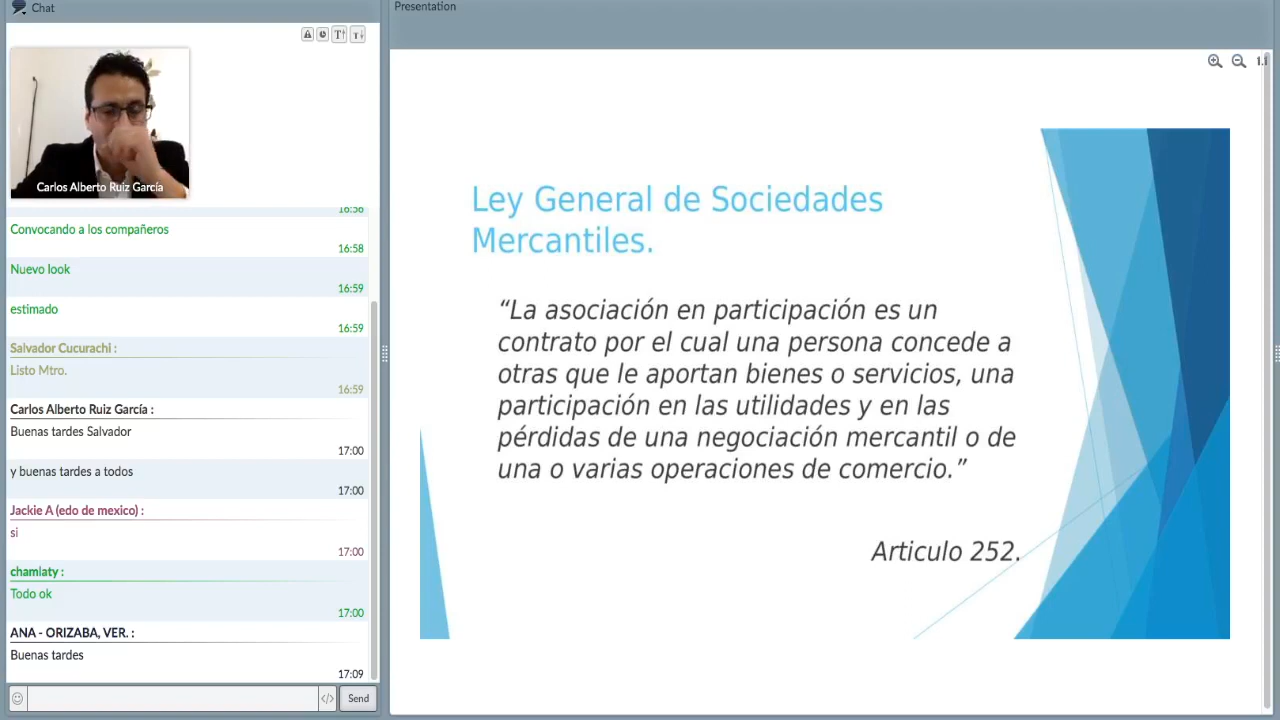 Chat
Carlos Alberto Ruiz García
16:56
Convocando a los compañeros
16:58
Nuevo look
16:59
estimado
16:59
Salvador Cucurachi :
Listo Mtro.
16:59
Carlos Alberto Ruiz García :
Buenas tardes Salvador
17:00
y buenas tardes a todos
17:00
Jackie A (edo de mexico) :
si
17:00
chamlaty :
Todo ok
17:00
ANA - ORIZABA, VER. :
Buenas tardes
17:09
Send
Presentation
Ley General de Sociedades
Mercantiles.
“La asociación en participación es un
contrato por el cual una persona concede a
otras que le aportan bienes o servicios, una
participación en las utilidades y en las
pérdidas de una negociación mercantil o de
una o varias operaciones de comercio.”
Articulo 252.